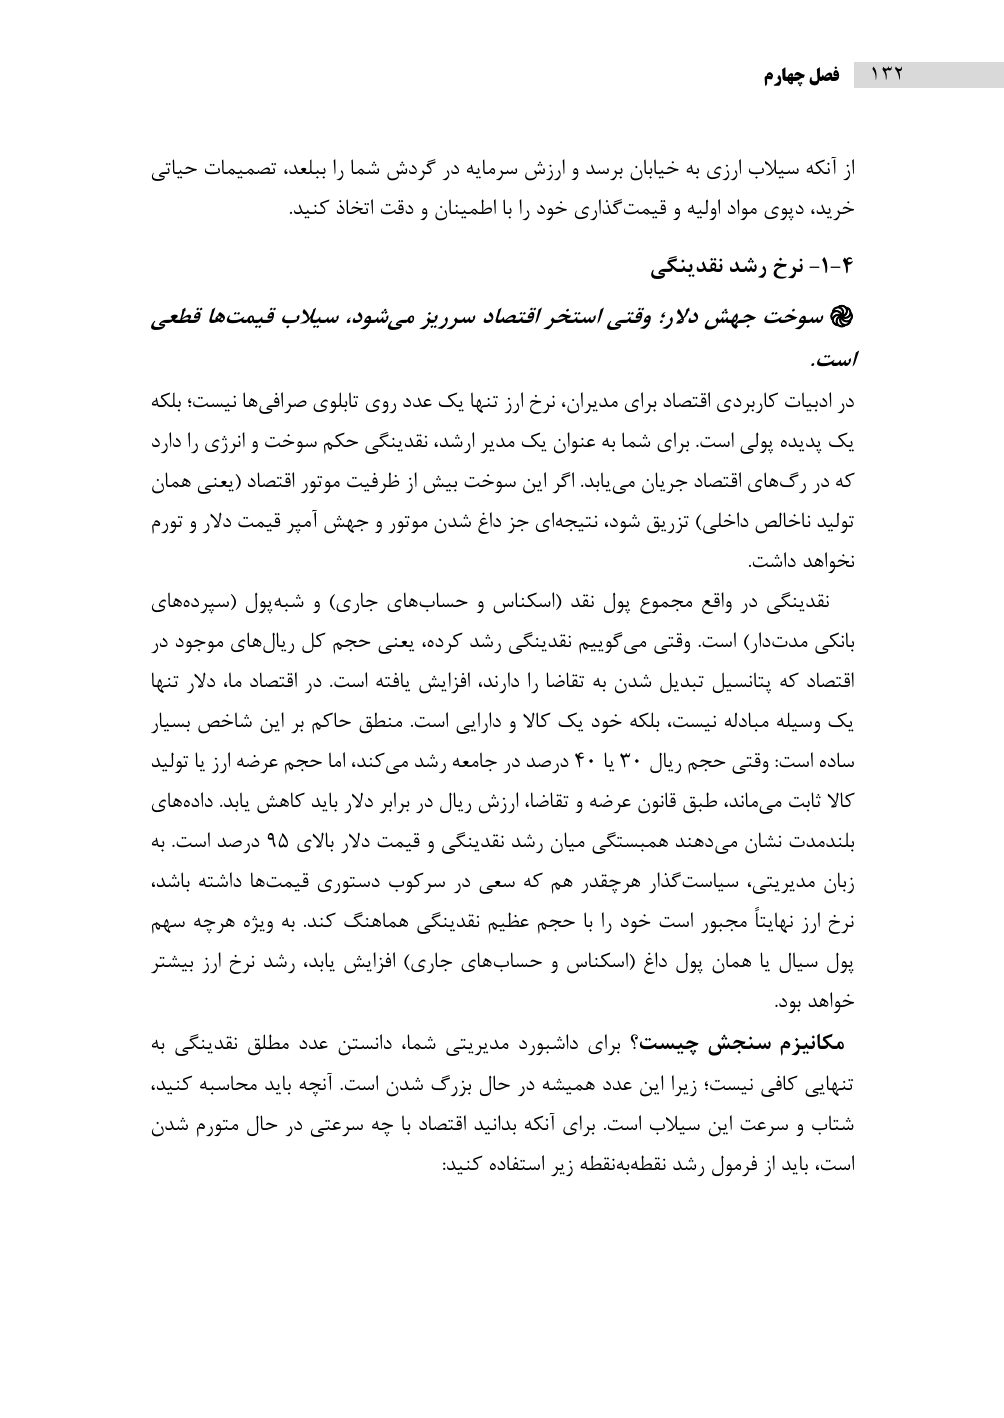 ۱۳۲ فصل چهارم
از آنکه سیلاب ارزی به خیابان برسد و ارزش سرمایه در گردش شما را ببلعد، تصمیمات حیاتی
خرید، دپوی مواد اولیه و قیمت‌گذاری خود را با اطمینان و دقت اتخاذ کنید.
۴-۱- نرخ رشد نقدینگی
سوخت جهش دلار؛ وقتی استخر اقتصاد سرریز می‌شود، سیلاب قیمت‌ها قطعی
است.
در ادبیات کاربردی اقتصاد برای مدیران، نرخ ارز تنها یک عدد روی تابلوی صرافی‌ها نیست؛ بلکه
یک پدیده پولی است. برای شما به عنوان یک مدیر ارشد، نقدینگی حکم سوخت و انرژی را دارد
که در رگ‌های اقتصاد جریان می‌یابد. اگر این سوخت بیش از ظرفیت موتور اقتصاد (یعنی همان
تولید ناخالص داخلی) تزریق شود، نتیجه‌ای جز داغ شدن موتور و جهش آمپر قیمت دلار و تورم
نخواهد داشت.
نقدینگی در واقع مجموع پول نقد (اسکناس و حساب‌های جاری) و شبه‌پول (سپرده‌های
بانکی مدت‌دار) است. وقتی می‌گوییم نقدینگی رشد کرده، یعنی حجم کل ریال‌های موجود در
اقتصاد که پتانسیل تبدیل شدن به تقاضا را دارند، افزایش یافته است. در اقتصاد ما، دلار تنها
یک وسیله مبادله نیست، بلکه خود یک کالا و دارایی است. منطق حاکم بر این شاخص بسیار
ساده است: وقتی حجم ریال ۳۰ یا ۴۰ درصد در جامعه رشد می‌کند، اما حجم عرضه ارز یا تولید
کالا ثابت می‌ماند، طبق قانون عرضه و تقاضا، ارزش ریال در برابر دلار باید کاهش یابد. داده‌های
بلندمدت نشان می‌دهند همبستگی میان رشد نقدینگی و قیمت دلار بالای ۹۵ درصد است. به
زبان مدیریتی، سیاست‌گذار هرچقدر هم که سعی در سرکوب دستوری قیمت‌ها داشته باشد،
نرخ ارز نهایتاً مجبور است خود را با حجم عظیم نقدینگی هماهنگ کند. به ویژه هرچه سهم
پول سیال یا همان پول داغ (اسکناس و حساب‌های جاری) افزایش یابد، رشد نرخ ارز بیشتر
خواهد بود.
مکانیزم سنجش چیست؟ برای داشبورد مدیریتی شما، دانستن عدد مطلق نقدینگی به
تنهایی کافی نیست؛ زیرا این عدد همیشه در حال بزرگ شدن است. آنچه باید محاسبه کنید،
شتاب و سرعت این سیلاب است. برای آنکه بدانید اقتصاد با چه سرعتی در حال متورم شدن
است، باید از فرمول رشد نقطه‌به‌نقطه زیر استفاده کنید: